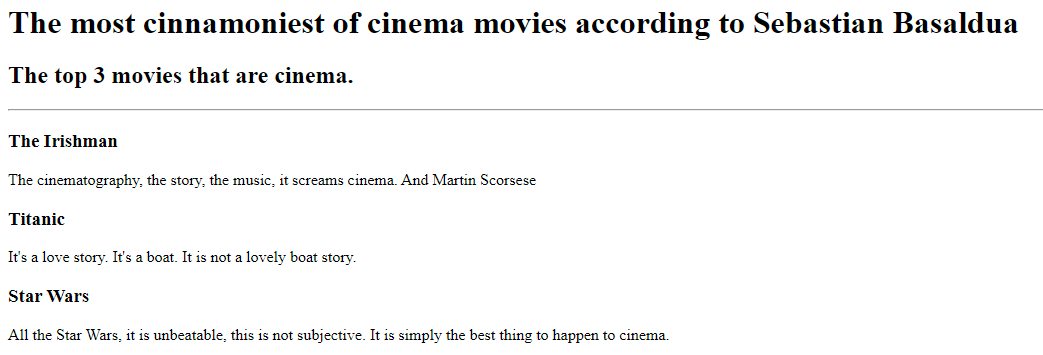 The most cinnamoniest of cinema movies according to Sebastian Basaldua
The top 3 movies that are cinema.
The Irishman
The cinematography, the story, the music, it screams cinema. And Martin Scorsese
Titanic
It's a love story. It's a boat. It is not a lovely boat story.
Star Wars
All the Star Wars, it is unbeatable, this is not subjective. It is simply the best thing to happen to cinema.